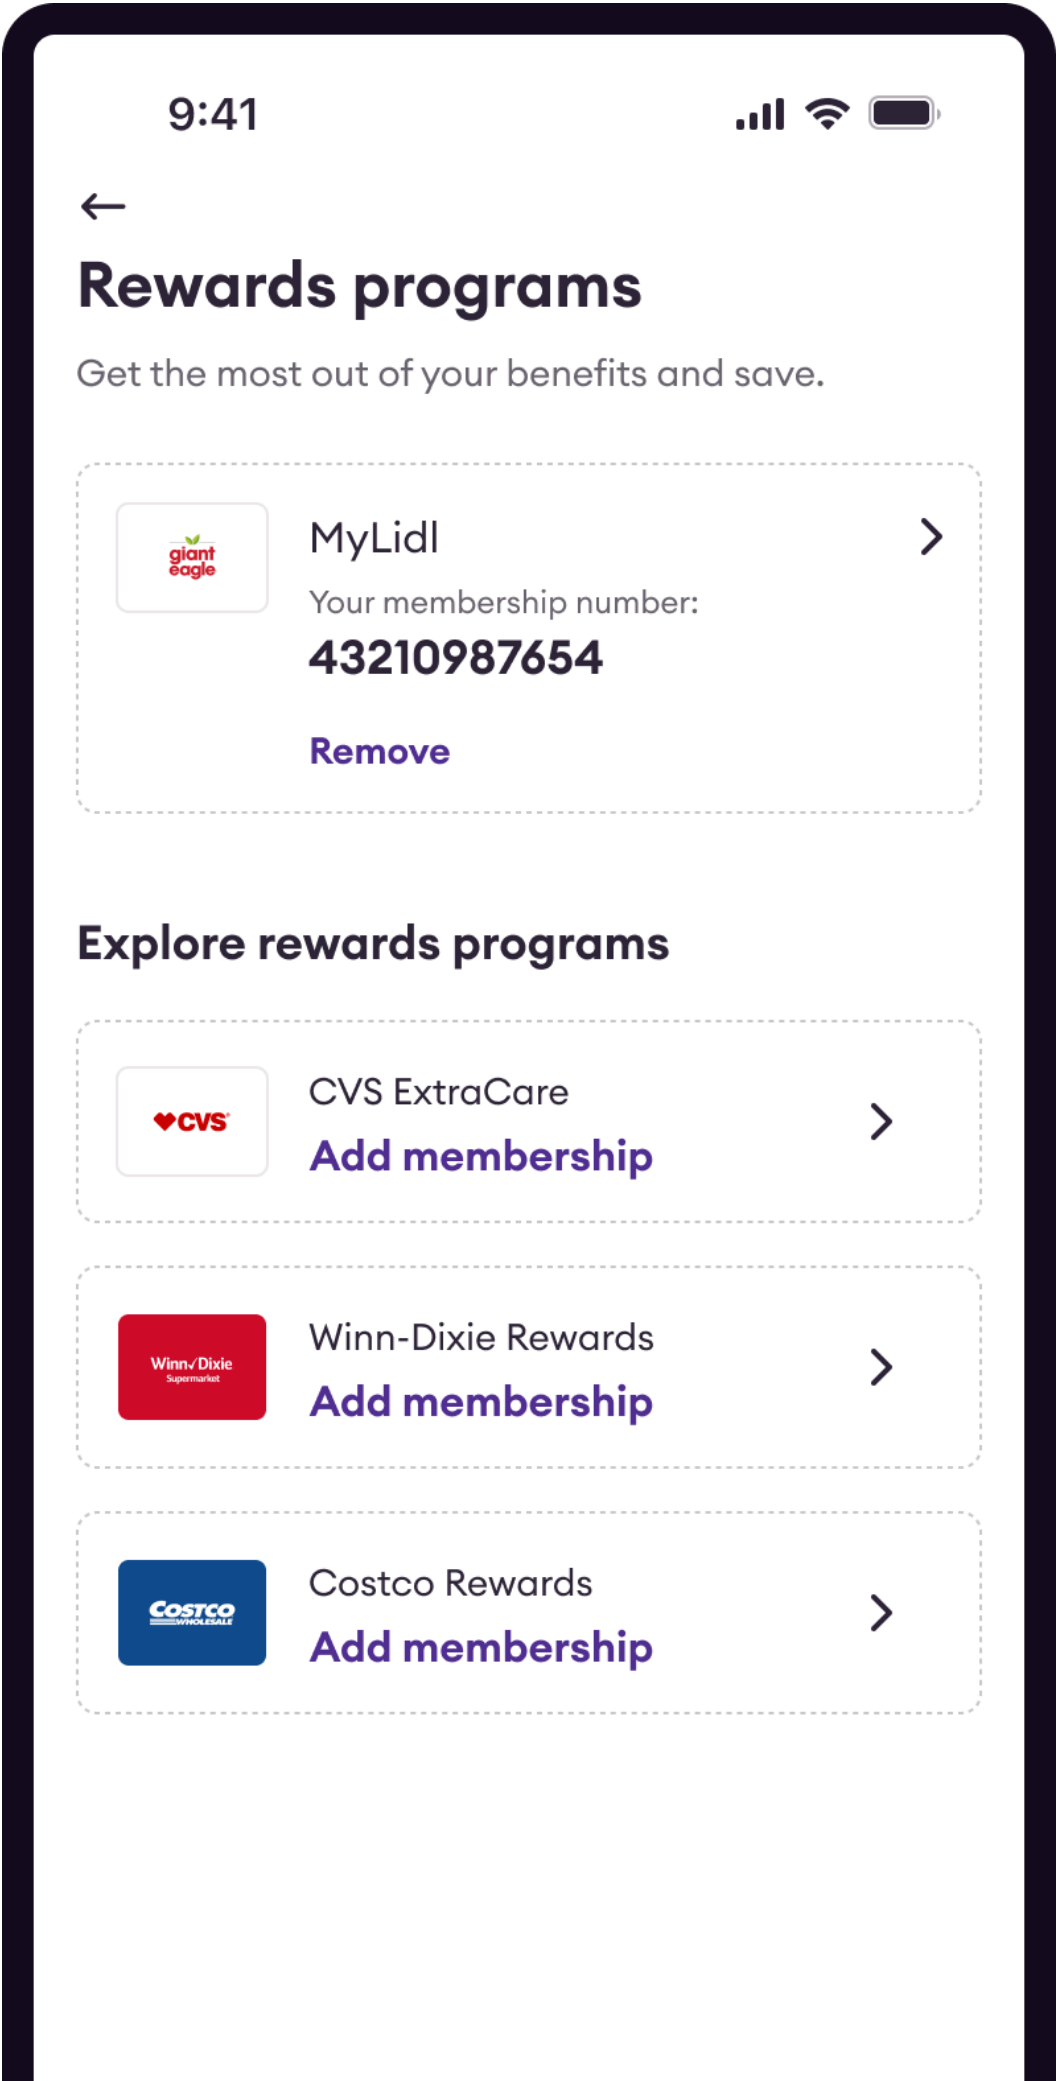 9:41
Rewards programs
Get the most out of your benefits and save.
giant
eagle
MyLidl
Your membership number:
43210987654
Remove
Explore rewards programs
CVS
CVS ExtraCare
Add membership
Winn✓Dixie
Supermarket
Winn-Dixie Rewards
Add membership
COSTCO
WHOLESALE
Costco Rewards
Add membership